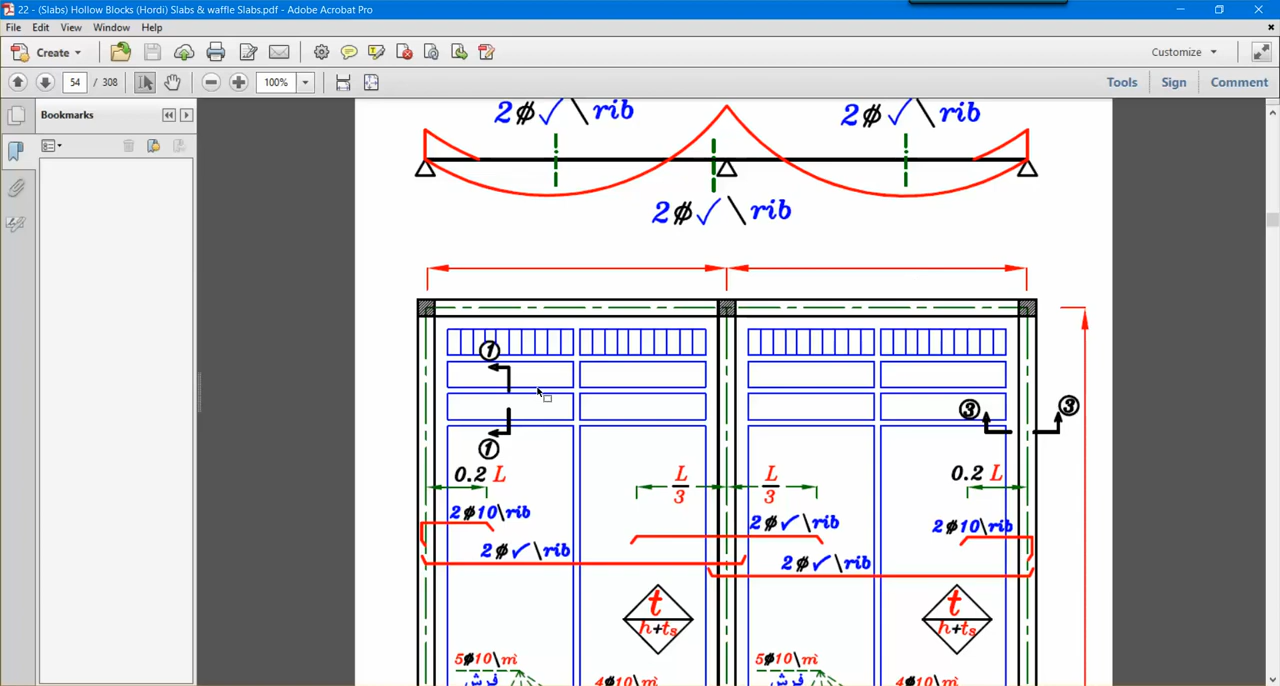 22 - (Slabs) Hollow Blocks (Hordi) Slabs & waffle Slabs.pdf - Adobe Acrobat Pro
File Edit View Window Help
Create Customize
54 / 308 100% Tools Sign Comment
Bookmarks
2φ✓\rib 2φ✓\rib
2φ✓\rib
1
3 3
1
0.2 L L/3 L/3 0.2 L
2φ10\rib 2φ✓\rib 2φ10\rib
2φ✓\rib 2φ✓\rib
t t
h+ts h+ts
5φ10\m 5φ10\m
فرش 4φ10\m فرش 4φ10\m